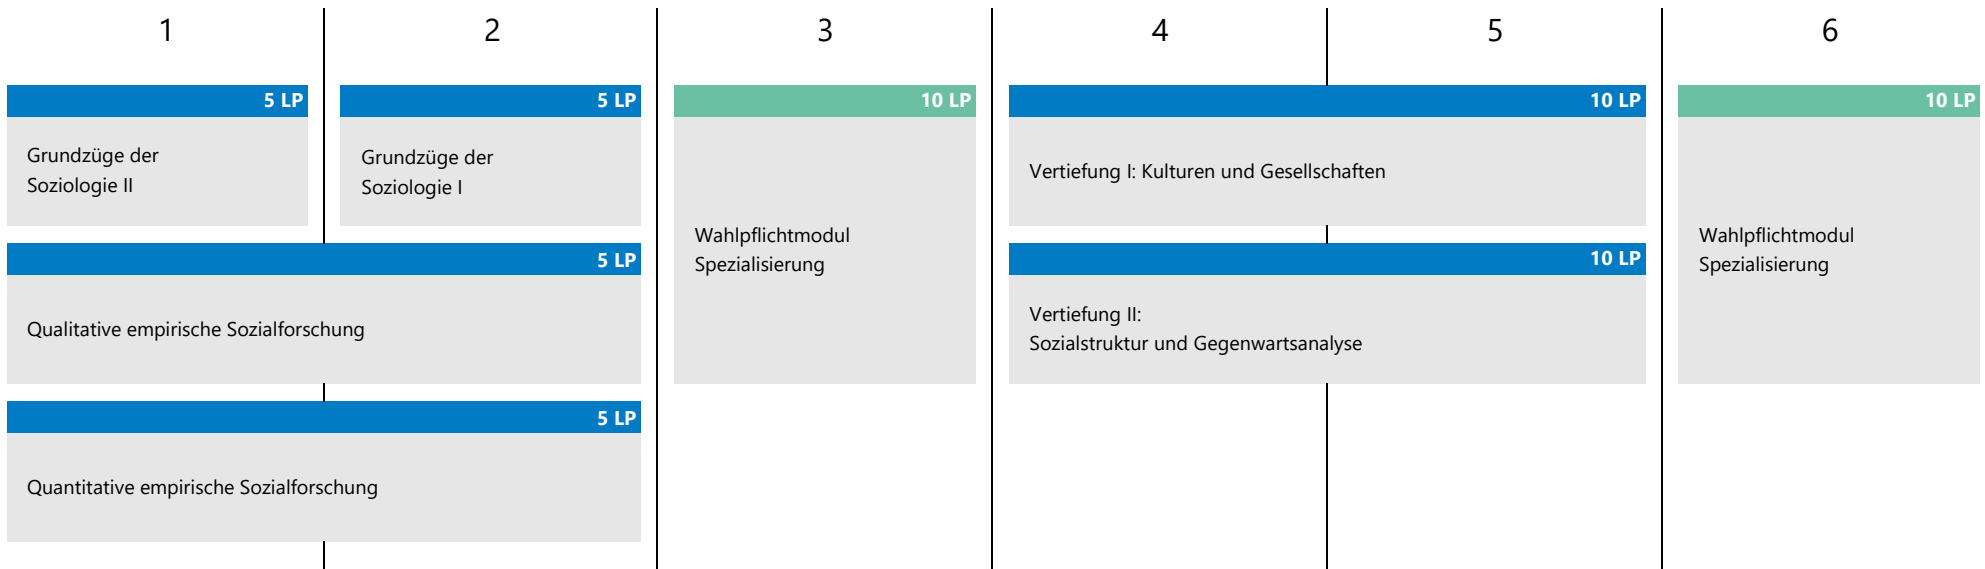 1
2
3
4
5
6
5 LP
Grundzüge der
Soziologie II
5 LP
Grundzüge der
Soziologie I
10 LP
Wahlpflichtmodul
Spezialisierung
10 LP
Vertiefung I: Kulturen und Gesellschaften
10 LP
Wahlpflichtmodul
Spezialisierung
5 LP
Qualitative empirische Sozialforschung
10 LP
Vertiefung II:
Sozialstruktur und Gegenwartsanalyse
5 LP
Quantitative empirische Sozialforschung